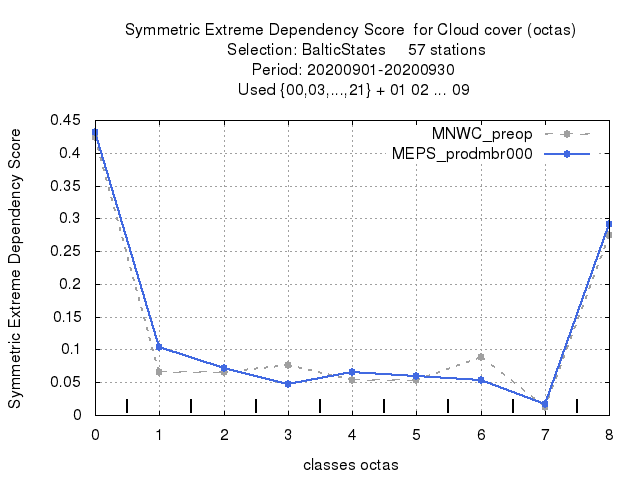 Symmetric Extreme Dependency Score  for Cloud cover (octas)
Selection: BalticStates     57 stations
Period: 20200901-20200930
Used {00,03,...,21} + 01 02 ... 09
MNWC_preop
MEPS_prodmbr000
Symmetric Extreme Dependency Score
0.45
0.4
0.35
0.3
0.25
0.2
0.15
0.1
0.05
0
0 1 2 3 4 5 6 7 8
classes octas